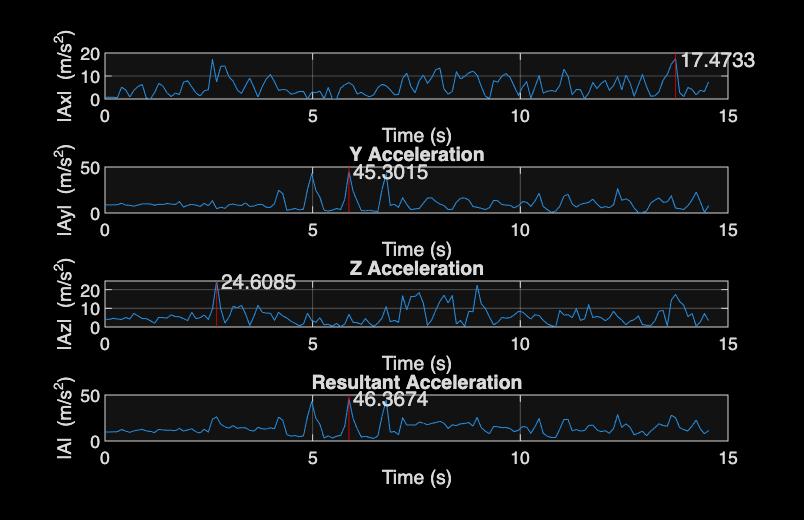 20
10
0
|Ax| (m/s²)
17.4733
0 5 10 15
Time (s)
Y Acceleration
50
0
|Ay| (m/s²)
45.3015
0 5 10 15
Time (s)
Z Acceleration
20
10
0
|Az| (m/s²)
24.6085
0 5 10 15
Time (s)
Resultant Acceleration
50
0
|A| (m/s²)
46.3674
0 5 10 15
Time (s)